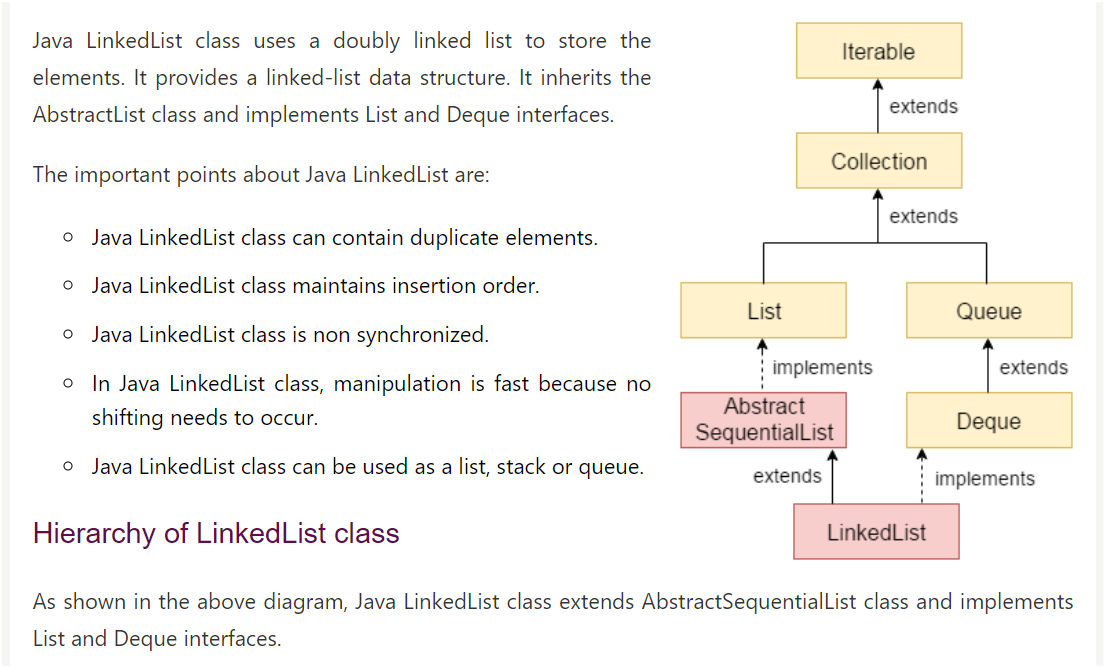 Java LinkedList class uses a doubly linked list to store the
elements. It provides a linked-list data structure. It inherits the
AbstractList class and implements List and Deque interfaces.
The important points about Java LinkedList are:
Java LinkedList class can contain duplicate elements.
Java LinkedList class maintains insertion order.
Java LinkedList class is non synchronized.
In Java LinkedList class, manipulation is fast because no
shifting needs to occur.
Java LinkedList class can be used as a list, stack or queue.
Iterable
extends
Collection
extends
List
Queue
implements
extends
Abstract
SequentialList
Deque
extends
implements
LinkedList
Hierarchy of LinkedList class
As shown in the above diagram, Java LinkedList class extends AbstractSequentialList class and implements
List and Deque interfaces.